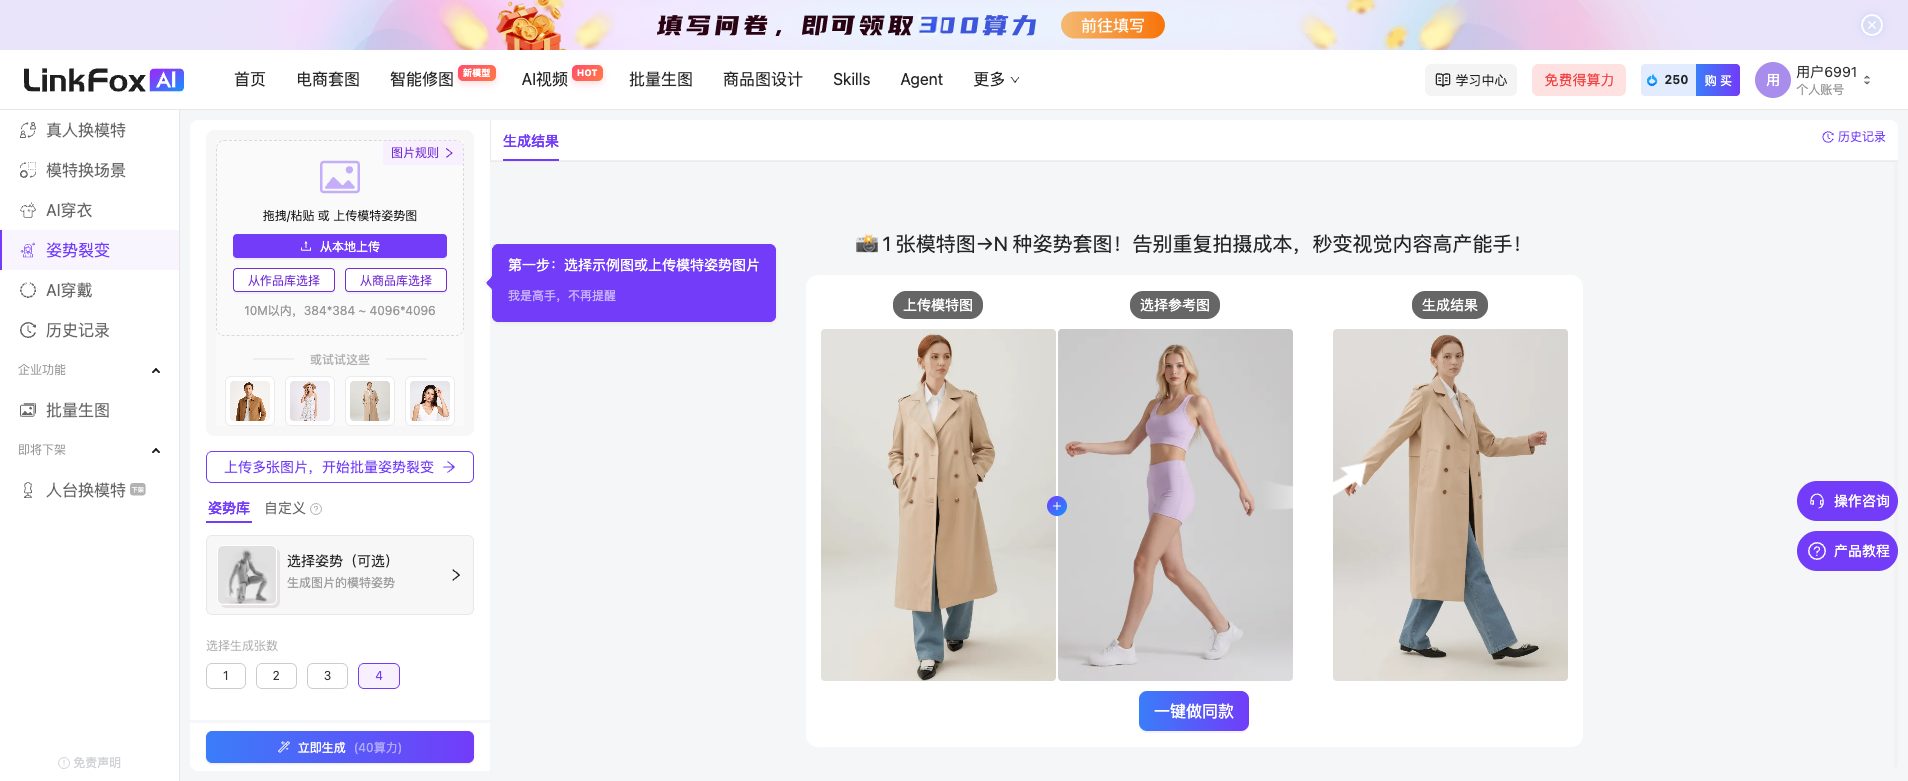 填写问卷，即可领取300算力
前往填写
LinkFox AI
首页
电商套图
智能修图
新模型
AI视频
HOT
批量生图
商品图设计
Skills
Agent
更多
学习中心
免费得算力
250
购买
用
用户6991
个人账号
真人换模特
模特换场景
AI穿衣
姿势裂变
AI穿戴
历史记录
企业功能
批量生图
即将下架
人台换模特
下架
免责声明
图片规则
拖拽/粘贴 或 上传模特姿势图
从本地上传
从作品库选择
从商品库选择
10M以内，384*384 ~ 4096*4096
或试试这些
上传多张图片，开始批量姿势裂变
姿势库
自定义
选择姿势（可选）
生成图片的模特姿势
选择生成张数
1
2
3
4
立即生成 (40算力)
生成结果
历史记录
第一步：选择示例图或上传模特姿势图片
我是高手，不再提醒
1 张模特图→N 种姿势套图！告别重复拍摄成本，秒变视觉内容高产能手！
上传模特图
选择参考图
生成结果
一键做同款
操作咨询
产品教程